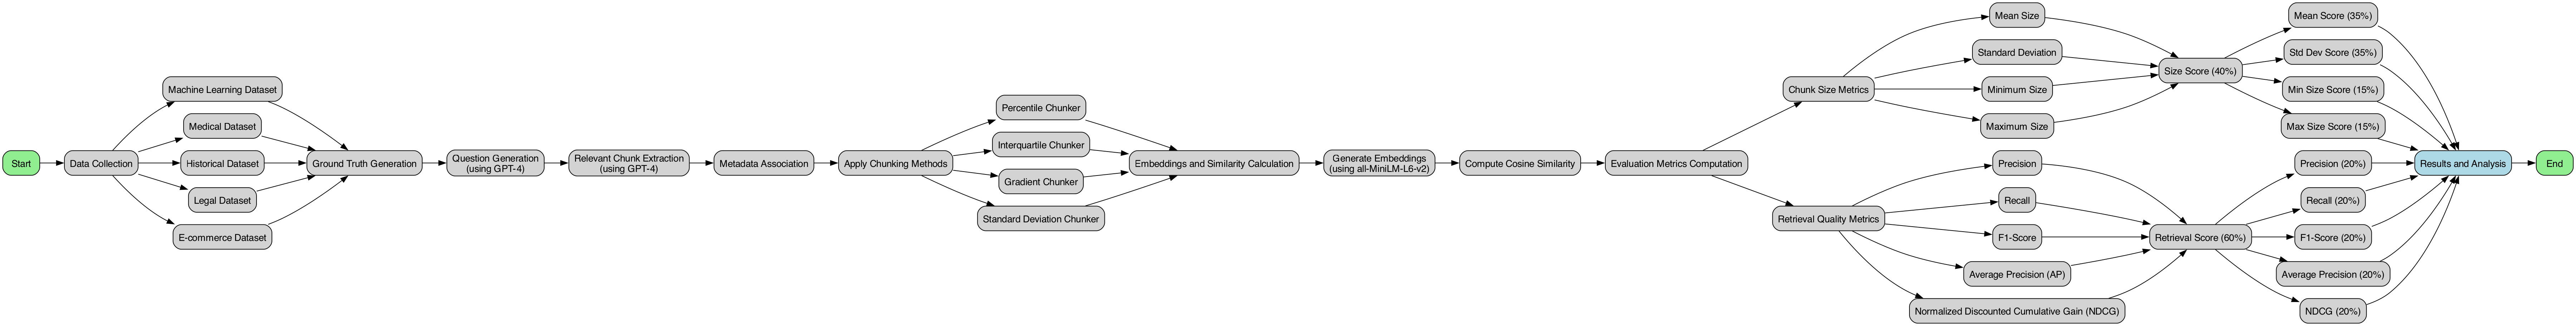 Start
Data Collection
Machine Learning Dataset
Medical Dataset
Historical Dataset
Legal Dataset
E-commerce Dataset
Ground Truth Generation
Question Generation
(using GPT-4)
Relevant Chunk Extraction
(using GPT-4)
Metadata Association
Apply Chunking Methods
Percentile Chunker
Interquartile Chunker
Gradient Chunker
Standard Deviation Chunker
Embeddings and Similarity Calculation
Generate Embeddings
(using all-MiniLM-L6-v2)
Compute Cosine Similarity
Evaluation Metrics Computation
Chunk Size Metrics
Mean Size
Standard Deviation
Minimum Size
Maximum Size
Size Score (40%)
Mean Score (35%)
Std Dev Score (35%)
Min Size Score (15%)
Max Size Score (15%)
Retrieval Quality Metrics
Precision
Recall
F1-Score
Average Precision (AP)
Normalized Discounted Cumulative Gain (NDCG)
Retrieval Score (60%)
Precision (20%)
Recall (20%)
F1-Score (20%)
Average Precision (20%)
NDCG (20%)
Results and Analysis
End